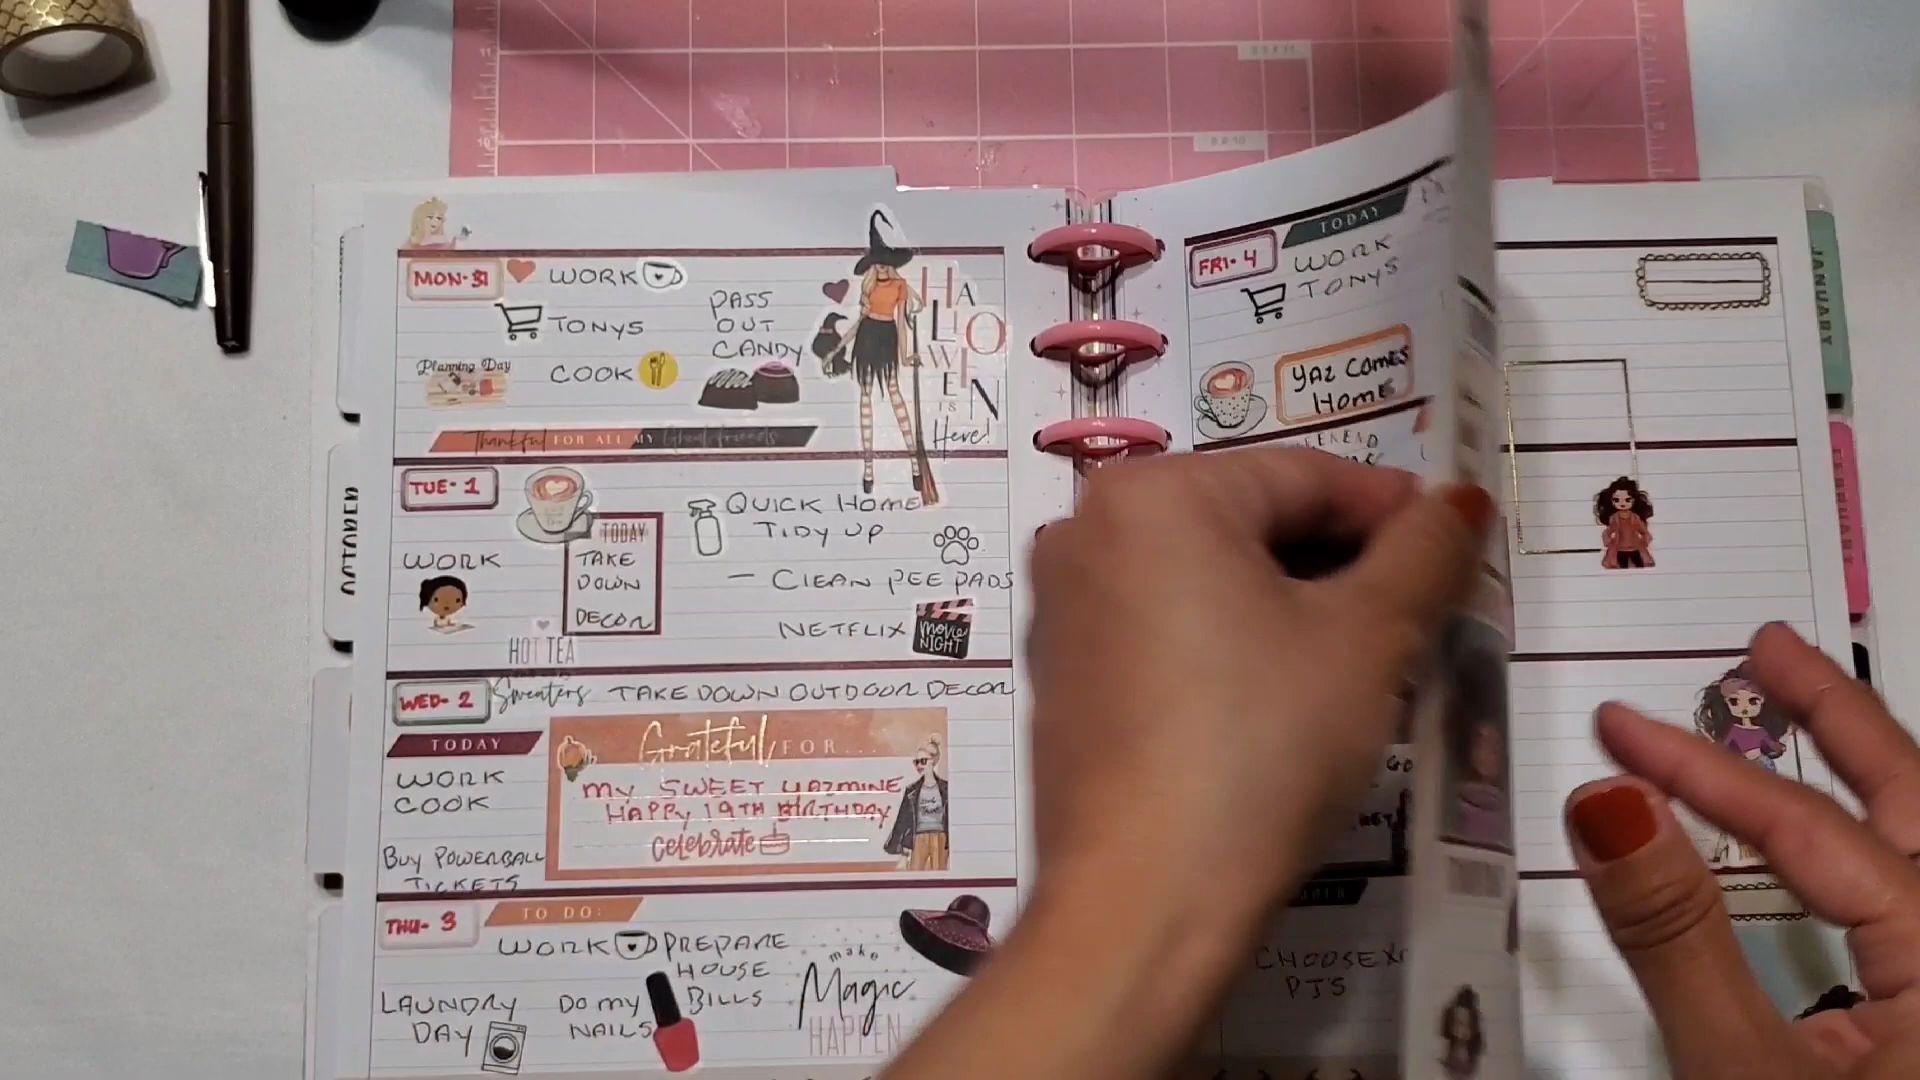 MON-31
WORK
TONYS
COOK
PASS
OUT
CANDY
HALLOWEEN
IS
Here!
Planning Day
Thankful FOR ALL MY Ghoulfriends
TUE-1
WORK
TODAY
TAKE
DOWN
DECOR
HOT TEA
QUICK HOME
TIDY UP
- CLEAN PEE PADS
NETFLIX
movie
NIGHT
WED-2
Sweaters
TAKE DOWN OUTDOOR DECOR
TODAY
WORK
COOK
BUY POWERBALL
TICKETS
Grateful FOR...
MY SWEET YAZMINE
HAPPY 19TH BIRTHDAY
celebrate
THU-3
TO DO:
WORK
PREPARE
HOUSE
BILLS
LAUNDRY
DAY
DO MY
NAILS
make
Magic
HAPPEN
OCTOBER
FRI-4
TODAY
WORK
TONYS
YAZ COMES
HOME
PJ'S
JANUARY
FEBRUARY